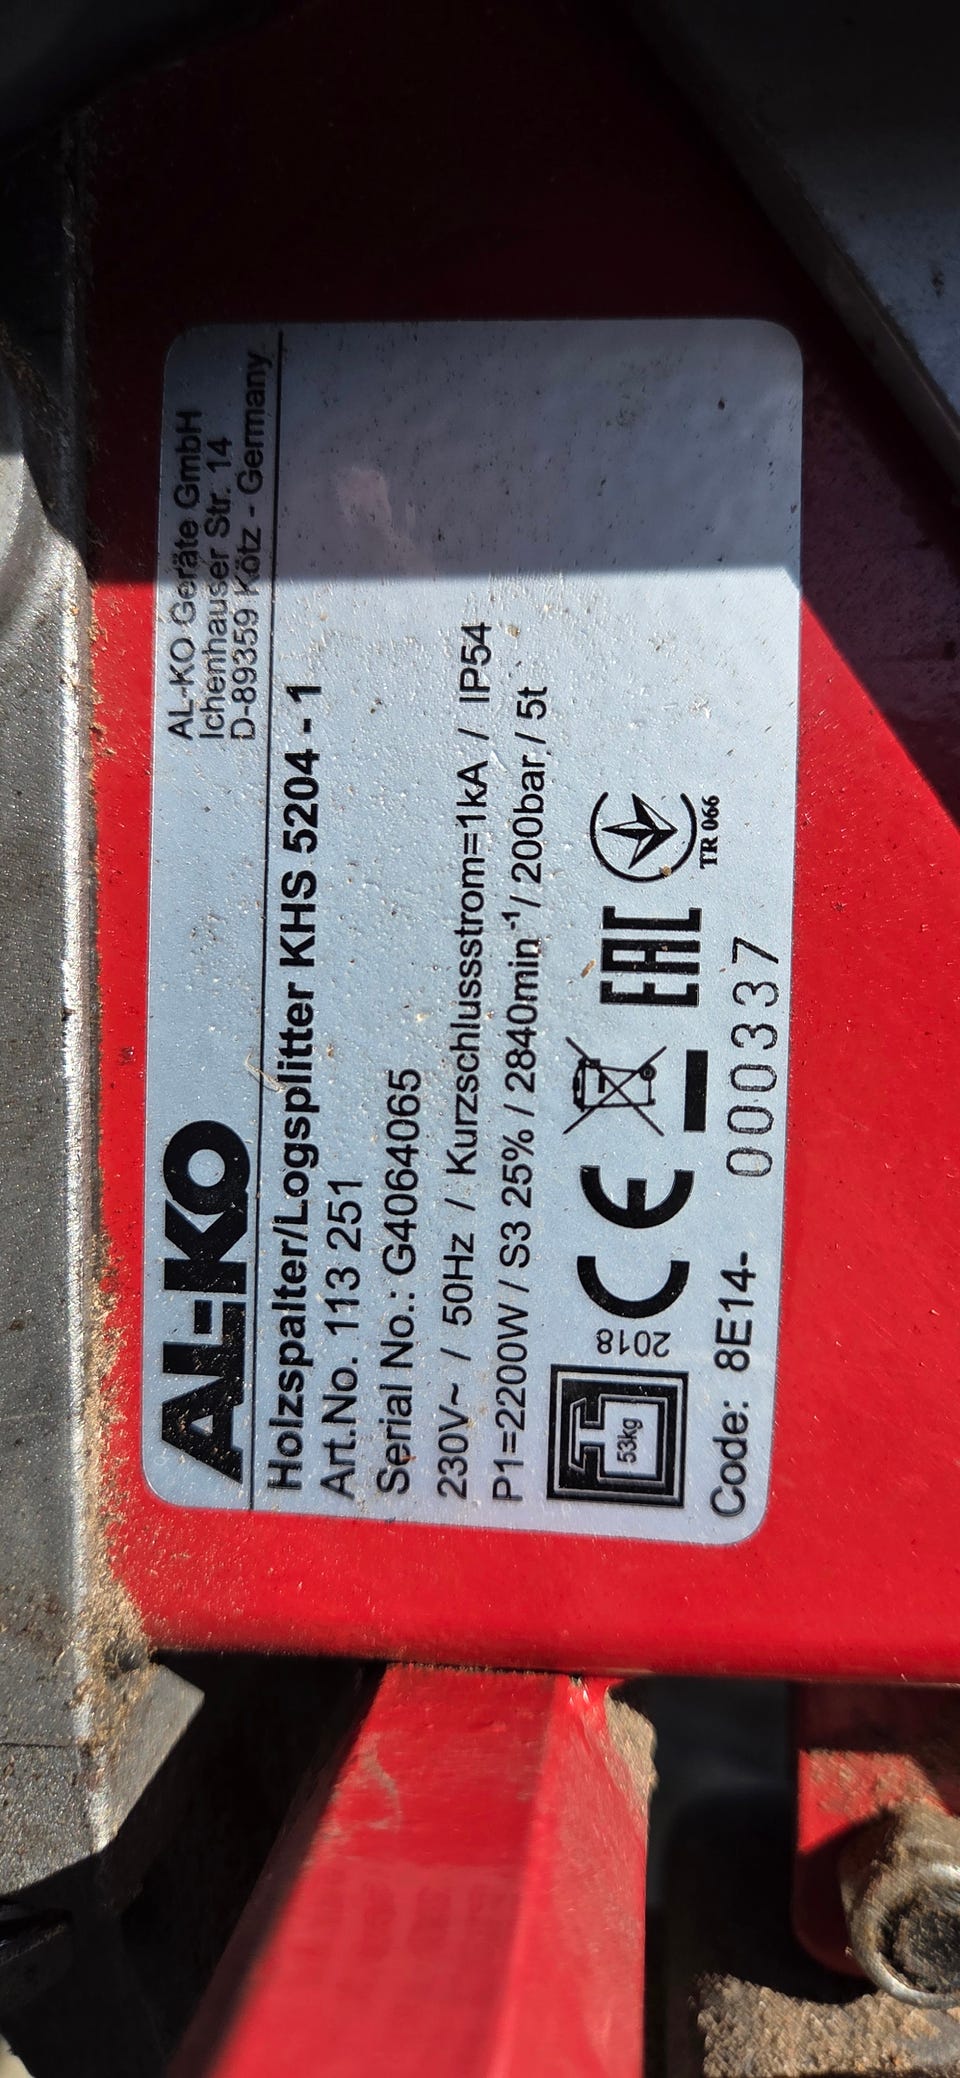 AL-KO
AL-KO Geräte GmbH
Ichenhauser Str. 14
D-89359 Kötz - Germany
Holzspalter/Logsplitter KHS 5204 - 1
Art.No. 113 251
Serial No.: G4064065
230V~ / 50Hz / Kurzschlussstrom=1kA / IP54
P1=2200W / S3 25% / 2840min⁻¹ / 200bar / 5t
53kg
2018
CE
EAC
TR 066
Code: 8E14- 000337